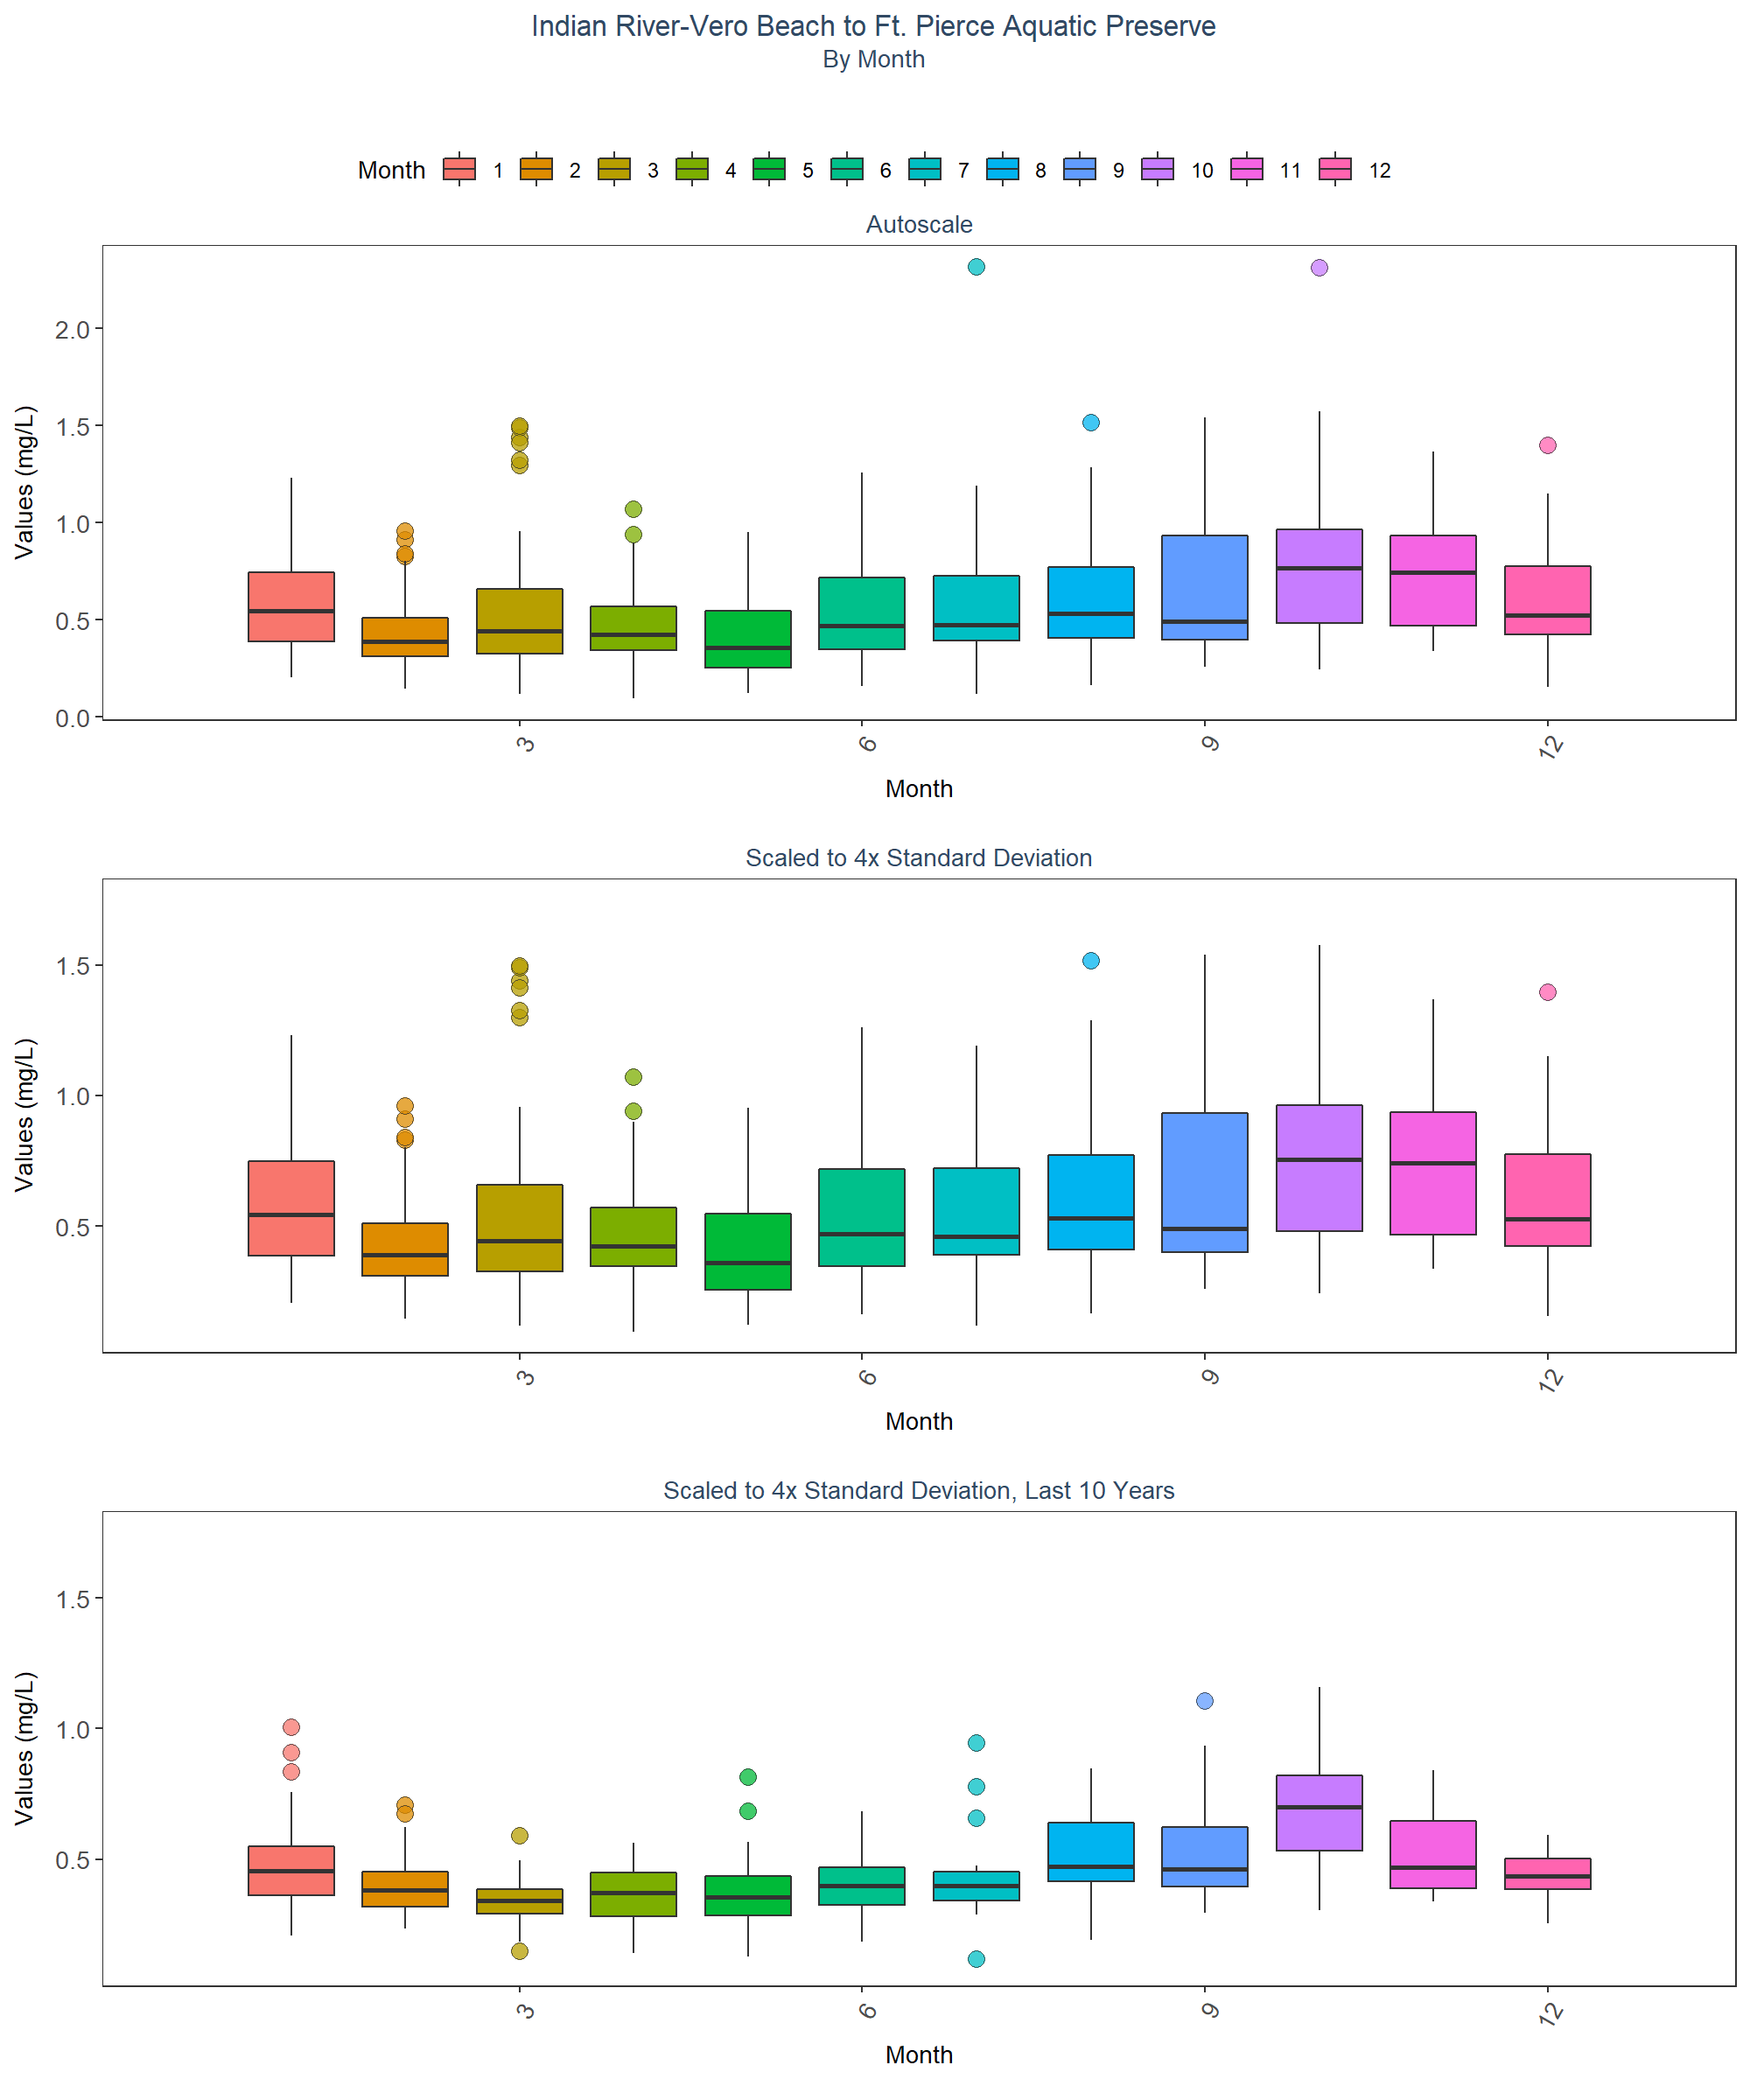 Indian River-Vero Beach to Ft. Pierce Aquatic Preserve
By Month
Month 1 2 3 4 5 6 7 8 9 10 11 12
Autoscale
Values (mg/L)
2.0
1.5
1.0
0.5
0.0
3 6 9 12
Month
Scaled to 4x Standard Deviation
Values (mg/L)
1.5
1.0
0.5
3 6 9 12
Month
Scaled to 4x Standard Deviation, Last 10 Years
Values (mg/L)
1.5
1.0
0.5
3 6 9 12
Month